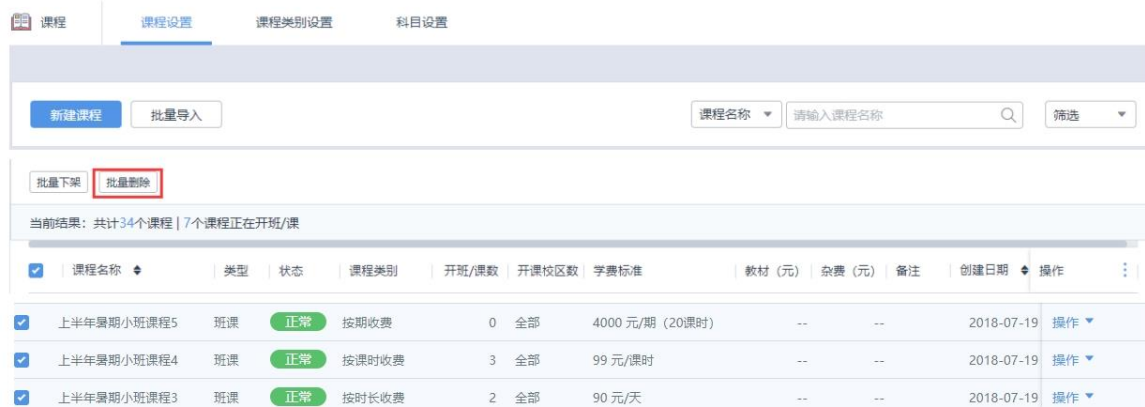 课程 课程设置 课程类别设置 科目设置
新建课程 批量导入 课程名称 请输入课程名称 筛选
批量下架 批量删除
当前结果：共计34个课程 | 7个课程正在开班/课
课程名称 类型 状态 课程类别 开班/课数 开课校区数 学费标准 教材（元） 杂费（元） 备注 创建日期 操作
上半年暑期小班课程5 班课 正常 按期收费 0 全部 4000 元/期（20课时） -- -- 2018-07-19 操作
上半年暑期小班课程4 班课 正常 按课时收费 3 全部 99 元/课时 -- -- 2018-07-19 操作
上半年暑期小班课程3 班课 正常 按时长收费 2 全部 90 元/天 -- -- 2018-07-19 操作